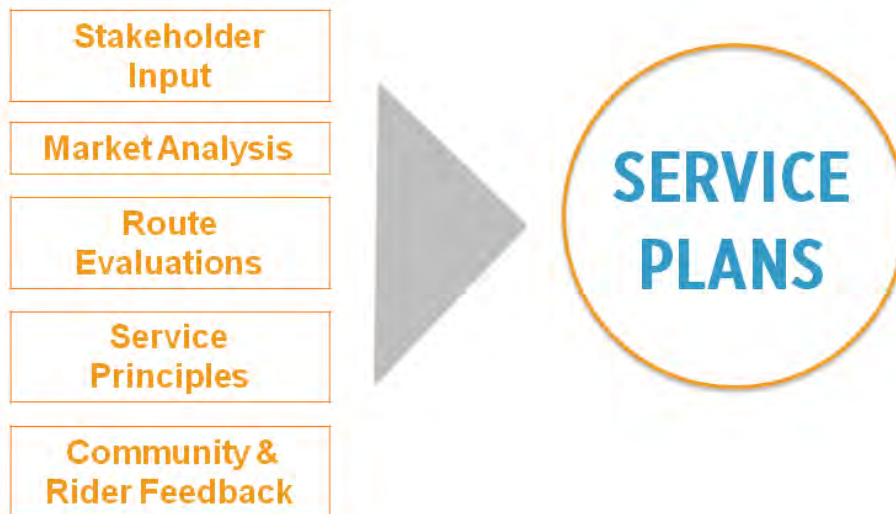 Stakeholder
Input
Market Analysis
Route
Evaluations
Service
Principles
Community &
Rider Feedback
SERVICE
PLANS